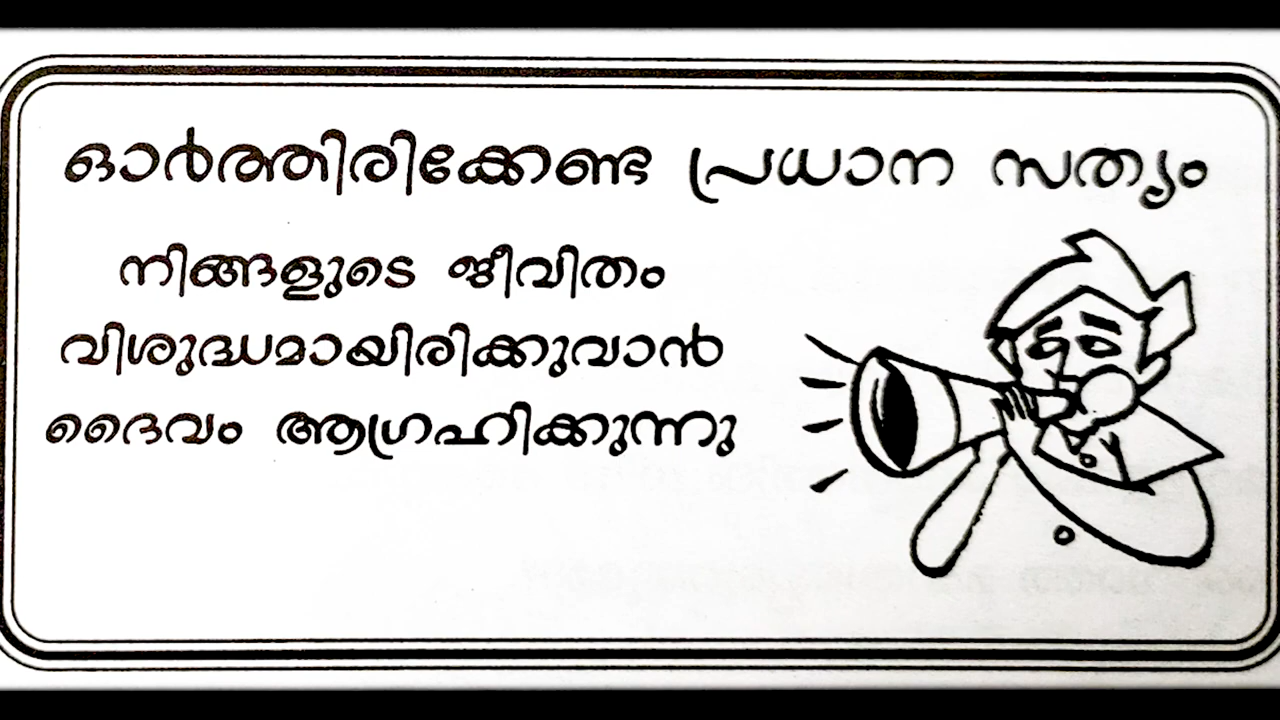 ഓർത്തിരിക്കേണ്ട പ്രധാന സത്യം
നിങ്ങളുടെ ജീവിതം
വിശുദ്ധമായിരിക്കുവാൻ
ദൈവം ആഗ്രഹിക്കുന്നു